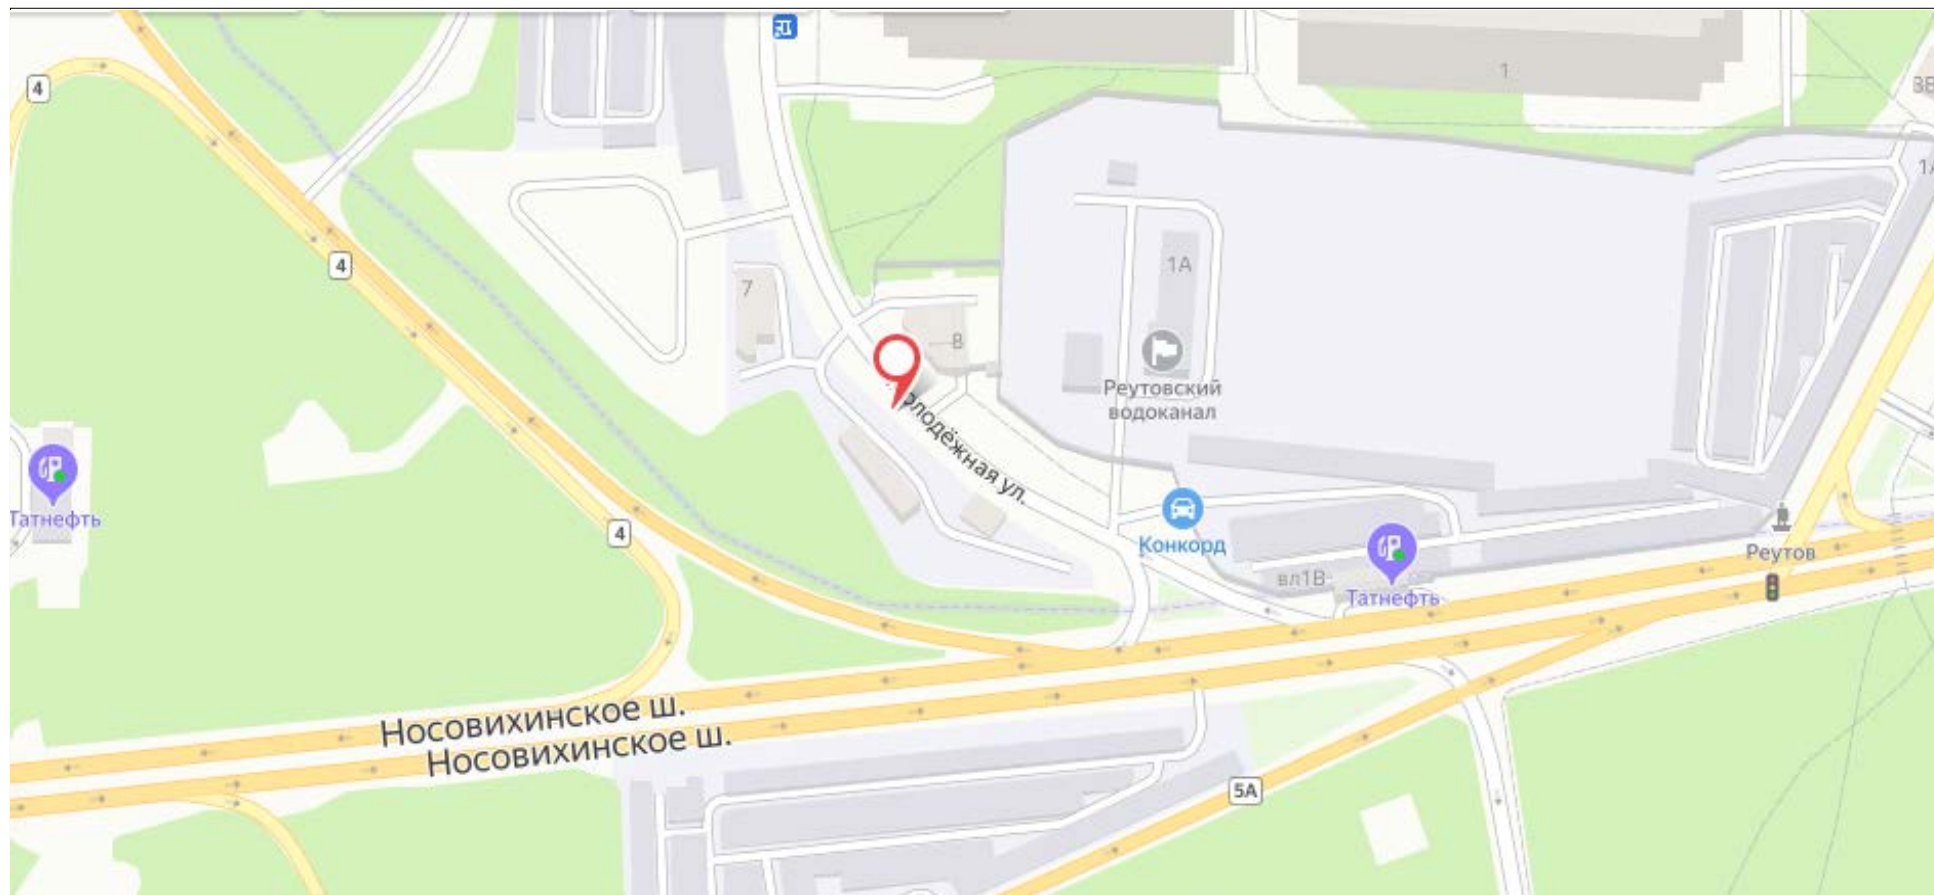 4
1
3В
1А
4
7
1А
8
Реутовский
водоканал
Молодёжная ул.
Татнефть
4
Конкорд
вл1В
Татнефть
Реутов
Носовихинское ш.
Носовихинское ш.
5А